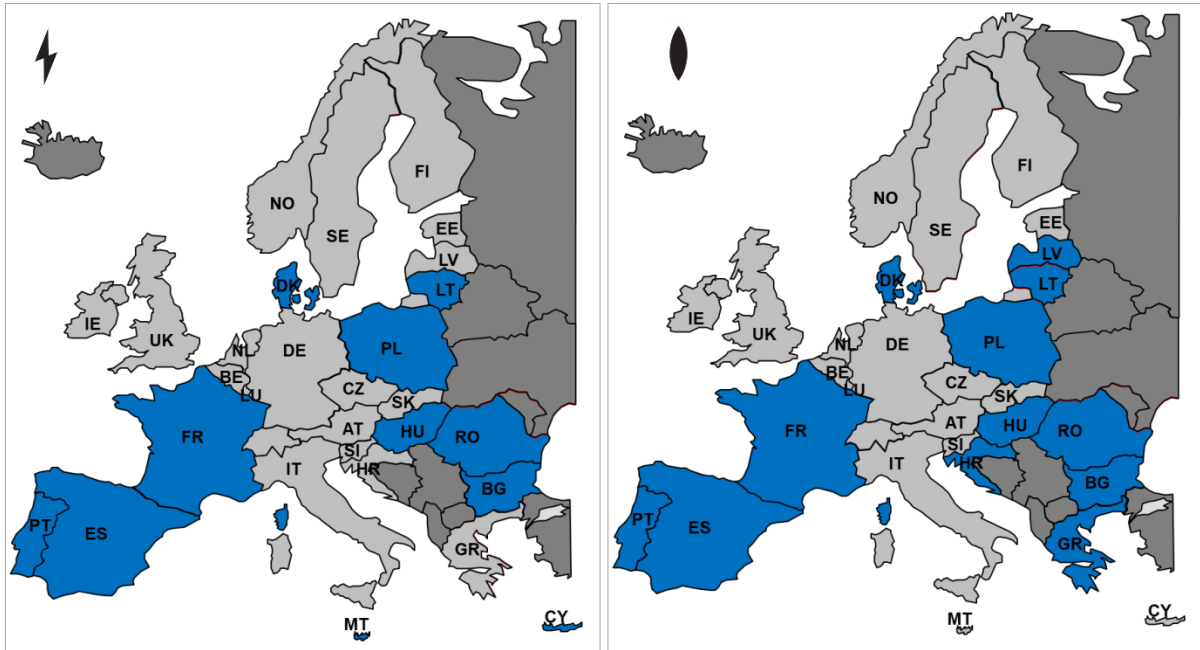 FI
NO
SE
EE
LV
DK
LT
IE
UK
NL
DE
PL
BE
LU
CZ
SK
FR
AT
HU
RO
SI
IT
HR
BG
PT
ES
GR
MT
CY
FI
NO
SE
EE
LV
DK
LT
IE
UK
NL
DE
PL
BE
LU
CZ
SK
FR
AT
HU
RO
SI
IT
HR
BG
PT
ES
GR
MT
CY